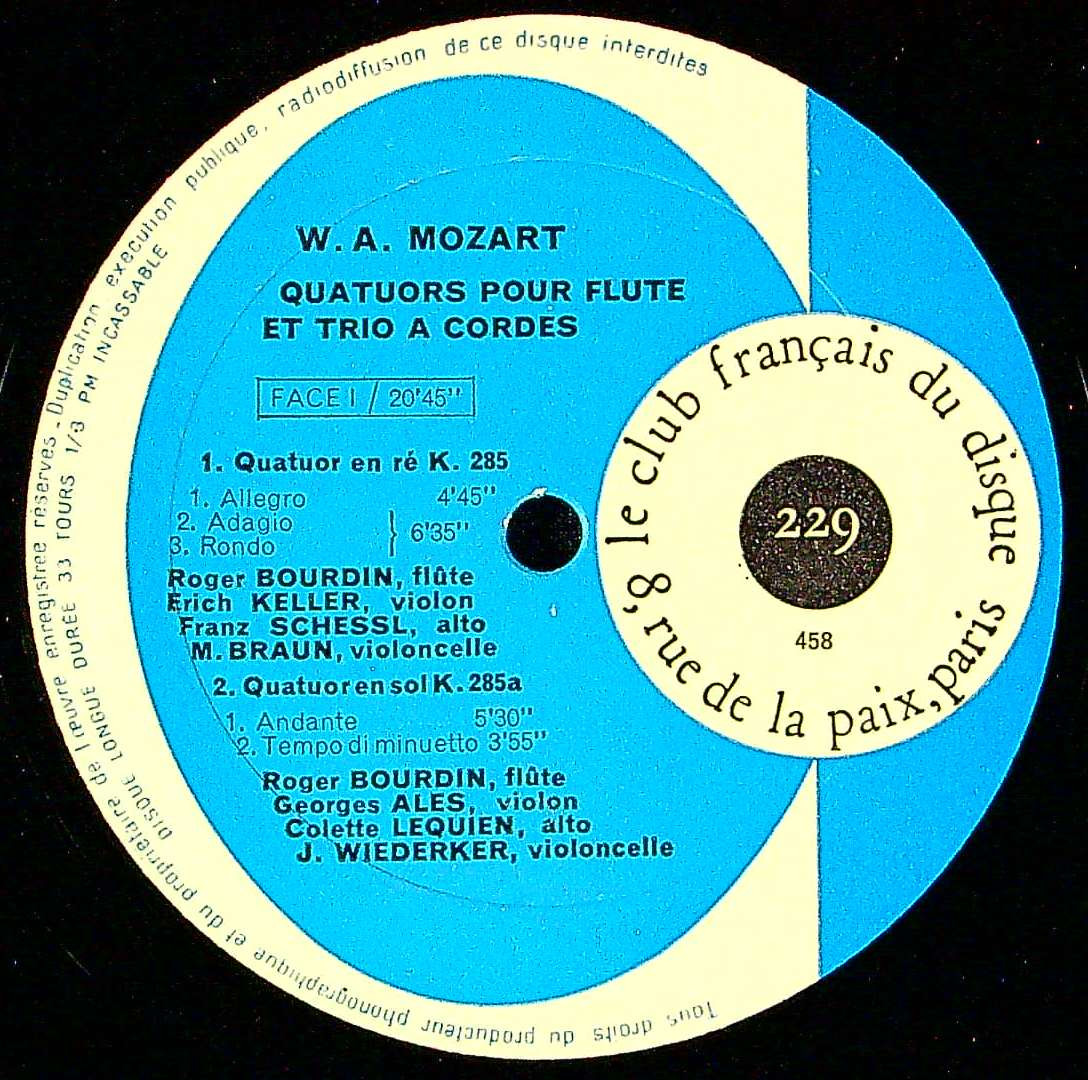 Tous droits du producteur phonographique et du propriétaire de l œuvre enregistrée réservés - Duplication, exécution publique, radiodiffusion de ce disque interdites
DISQUE LONGUE DURÉE 33 TOURS 1/3 PM INCASSABLE
W. A. MOZART
QUATUORS POUR FLUTE
ET TRIO A CORDES
FACE I / 20'45"
1. Quatuor en ré K. 285
1. Allegro 4'45"
2. Adagio
3. Rondo } 6'35"
Roger BOURDIN, flûte
Erich KELLER, violon
Franz SCHESSL, alto
M. BRAUN, violoncelle
2. Quatuor en sol K. 285a
1. Andante 5'30"
2. Tempo di minuetto 3'55"
Roger BOURDIN, flûte
Georges ALES, violon
Colette LEQUIEN, alto
J. WIEDERKER, violoncelle
le club français du disque
8, rue de la paix, paris
229
458